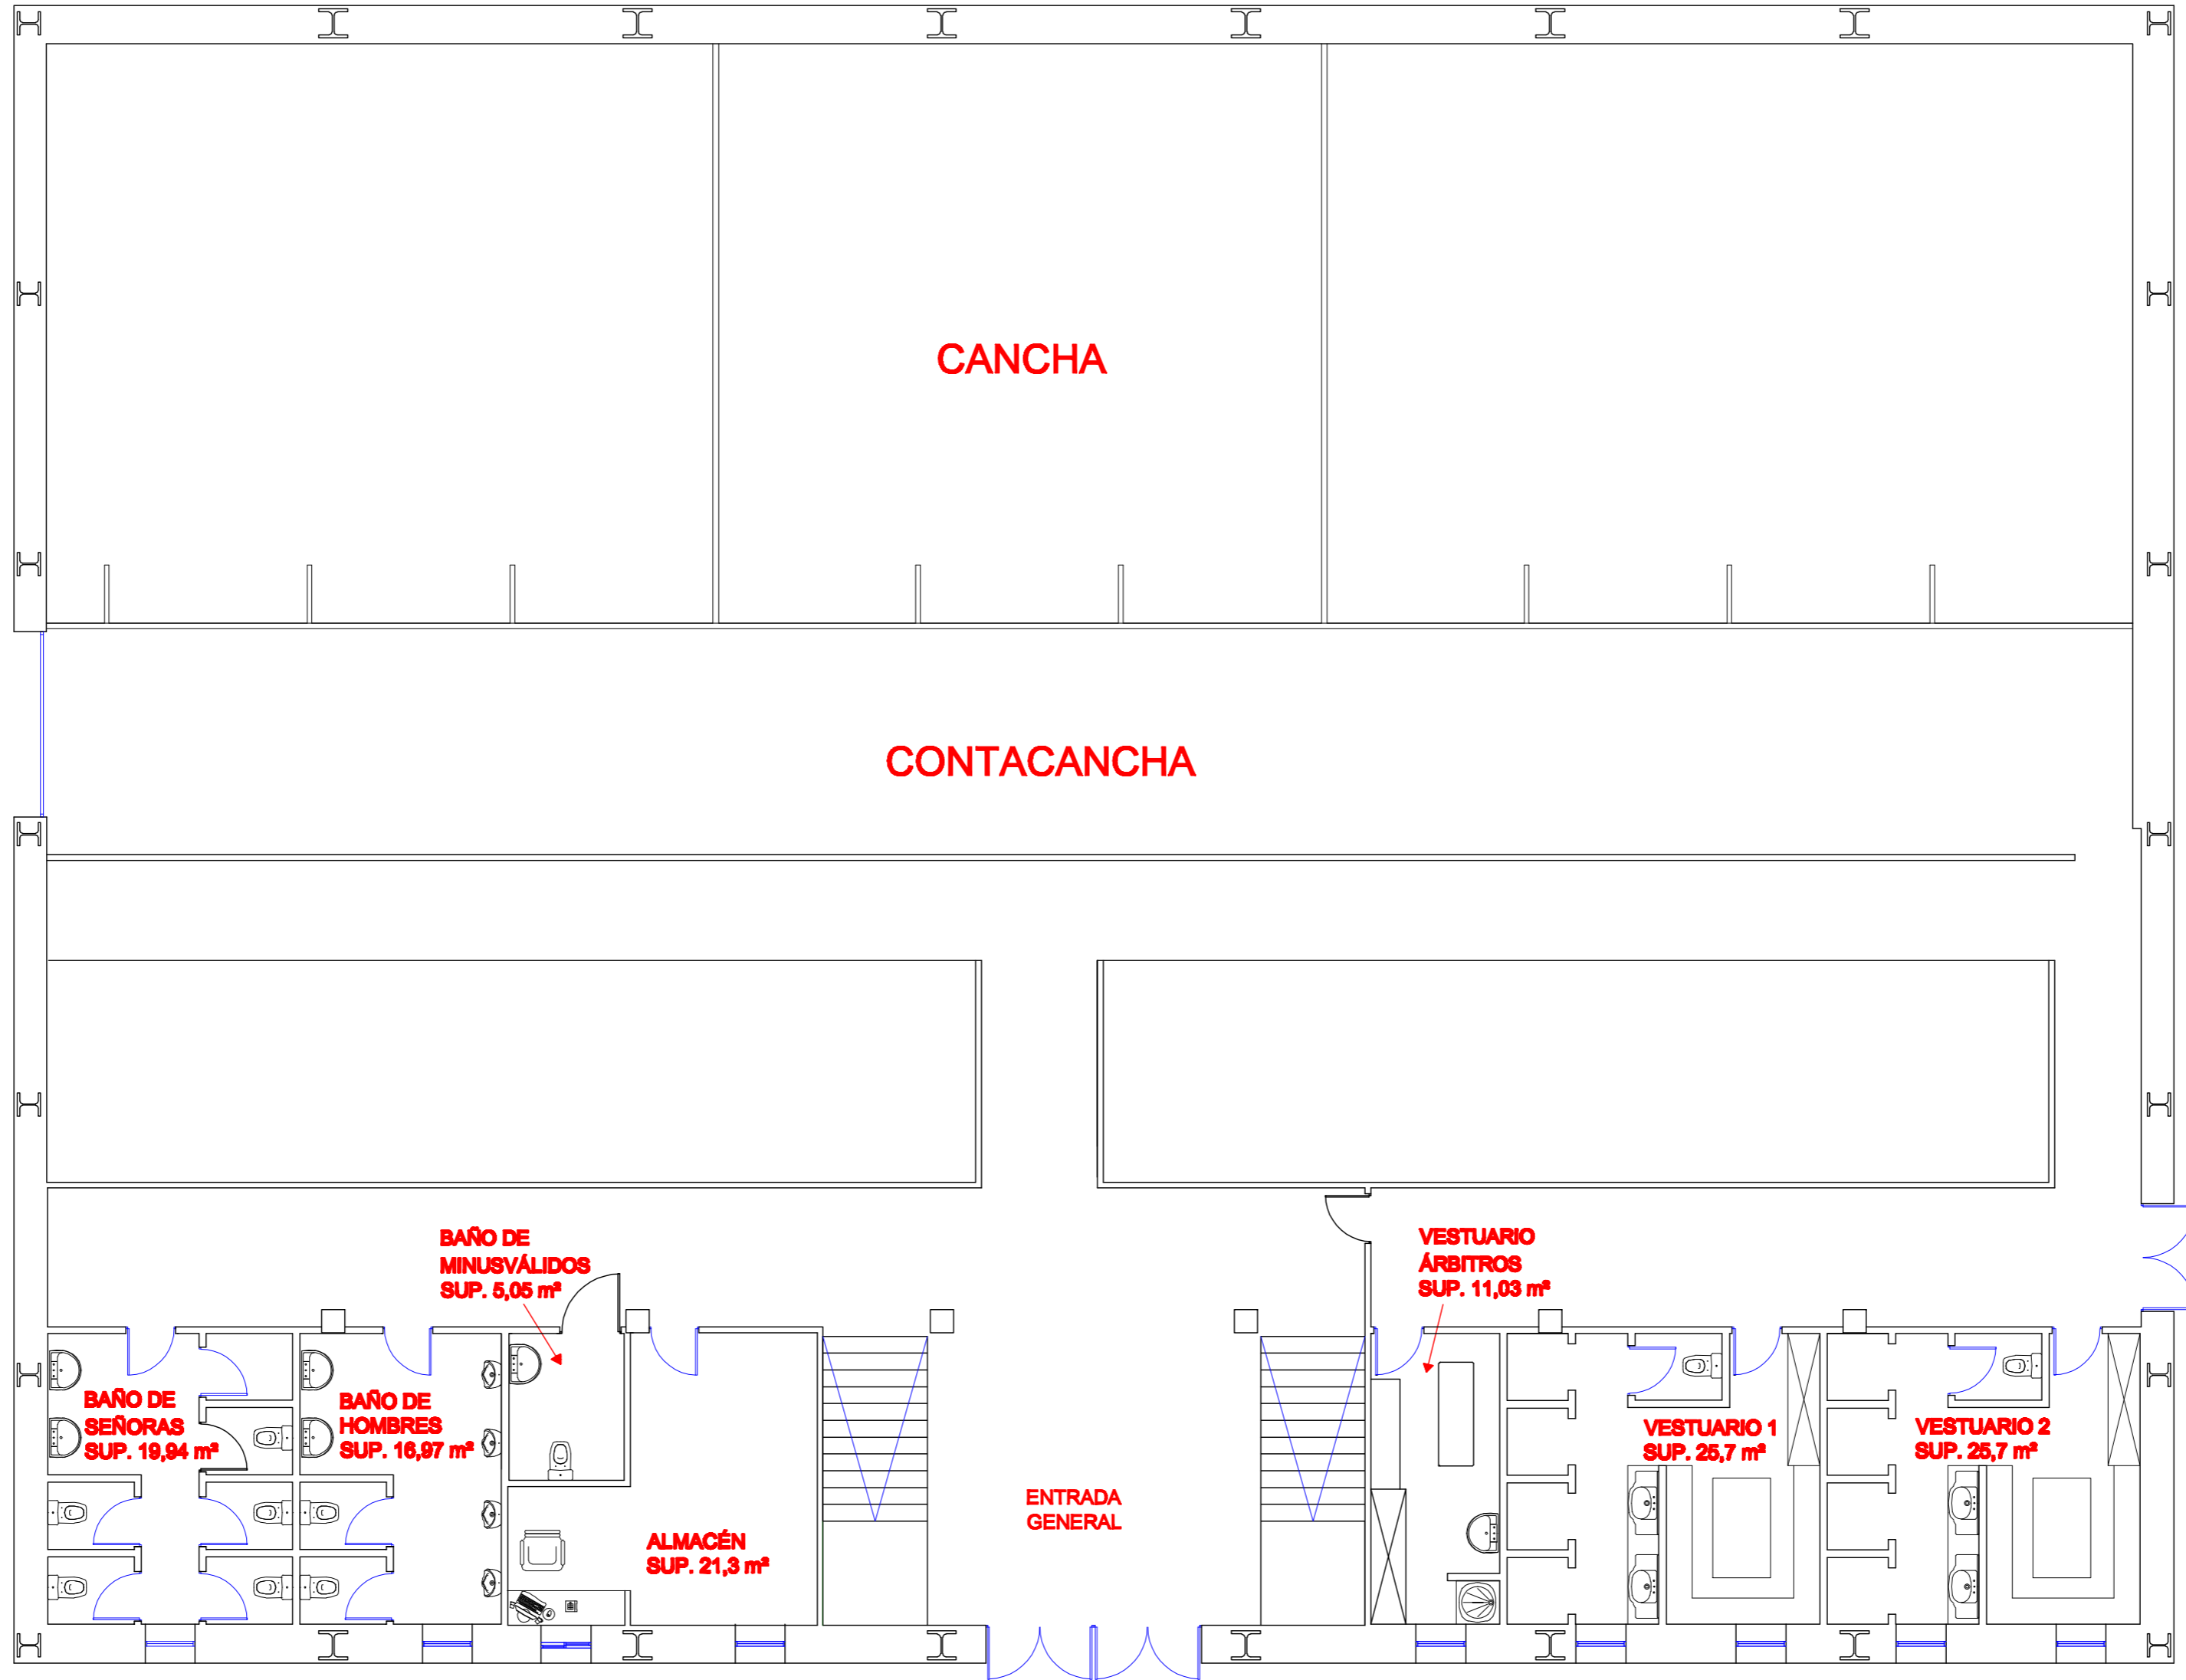 CANCHA
CONTACANCHA
BAÑO DE
MINUSVÁLIDOS
SUP. 5,05 m²
VESTUARIO
ÁRBITROS
SUP. 11,03 m²
BAÑO DE
SEÑORAS
SUP. 19,94 m²
BAÑO DE
HOMBRES
SUP. 16,97 m²
VESTUARIO 1
SUP. 25,7 m²
VESTUARIO 2
SUP. 25,7 m²
ENTRADA
GENERAL
ALMACÉN
SUP. 21,3 m²